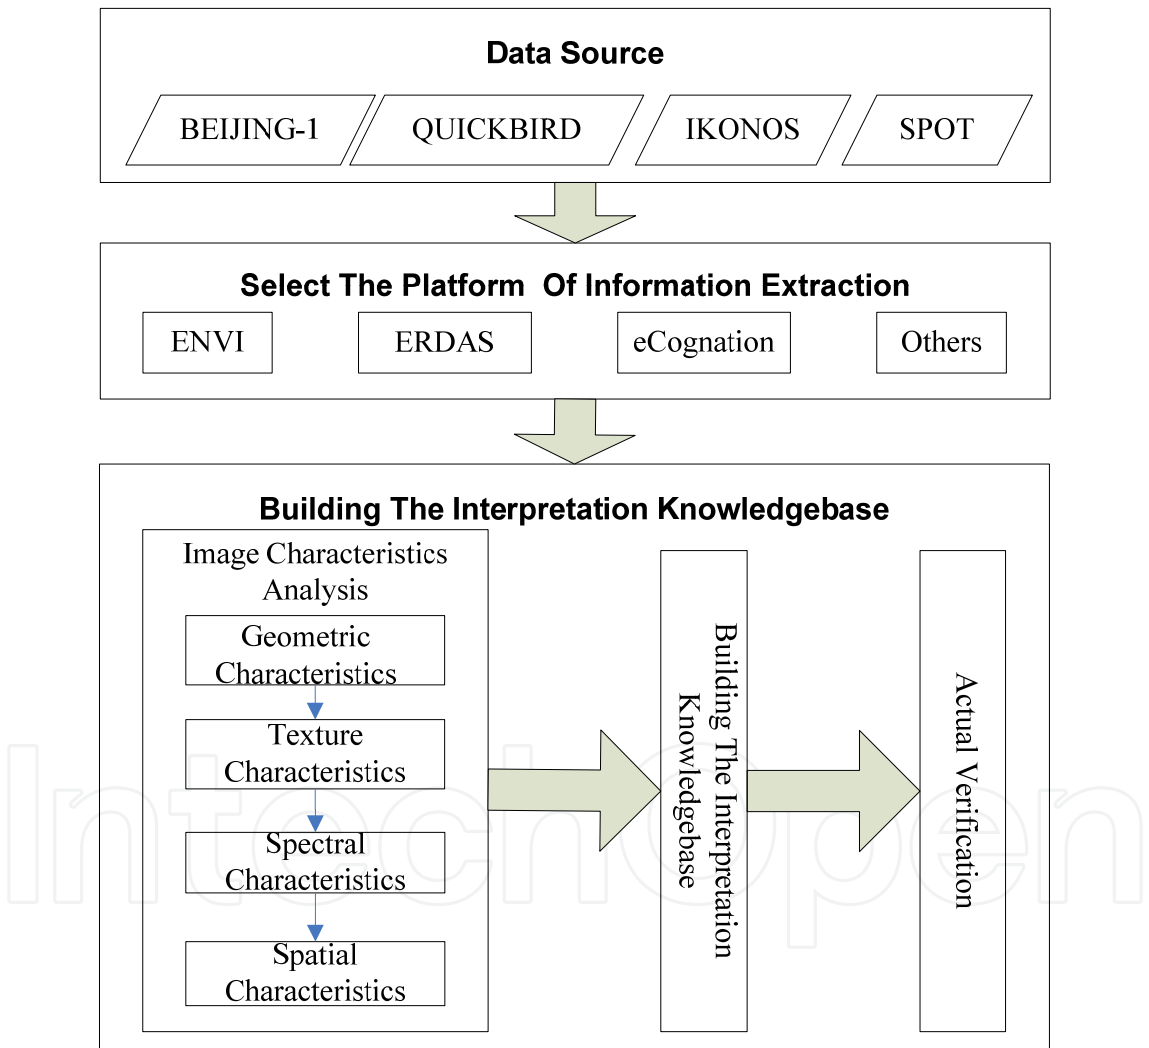 Data Source
BEIJING-1
QUICKBIRD
IKONOS
SPOT
Select The Platform Of Information Extraction
ENVI
ERDAS
eCognation
Others
Building The Interpretation Knowledgebase
Image Characteristics
Analysis
Geometric
Characteristics
Texture
Characteristics
Spectral
Characteristics
Spatial
Characteristics
Building The Interpretation
Knowledgebase
Actual Verification
IntechOpen